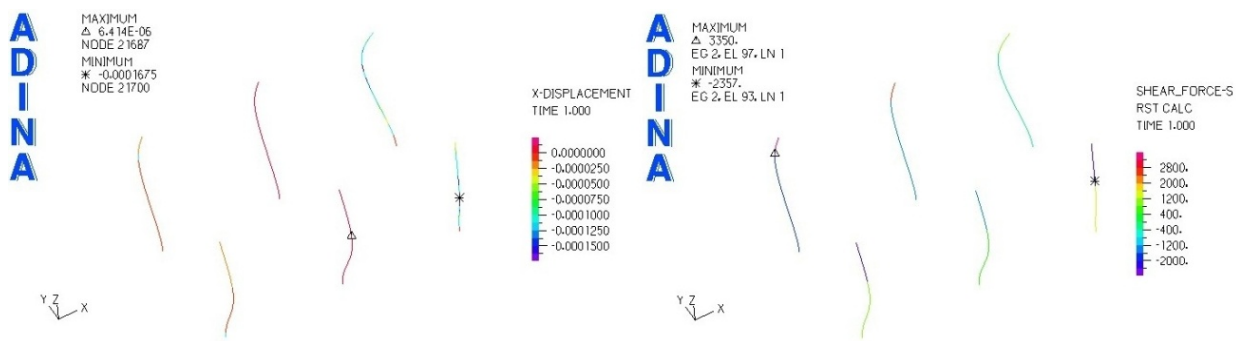 ADINA
MAXIMUM
△ 6.414E-06
NODE 21687
MINIMUM
* -0.0001675
NODE 21700
X-DISPLACEMENT
TIME 1.000
0.0000000
-0.0000250
-0.0000500
-0.0000750
-0.0001000
-0.0001250
-0.0001500
Y Z X
ADINA
MAXIMUM
△ 3350.
EG 2, EL 97, LN 1
MINIMUM
* -2357.
EG 2, EL 93, LN 1
SHEAR_FORCE-S
RST CALC
TIME 1.000
2800.
2000.
1200.
400.
-400.
-1200.
-2000.
Y Z X